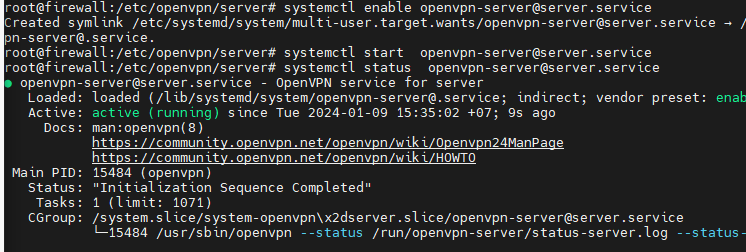 root@firewall:/etc/openvpn/server# systemctl enable openvpn-server@server.service
Created symlink /etc/systemd/system/multi-user.target.wants/openvpn-server@server.service → /
pn-server@.service.
root@firewall:/etc/openvpn/server# systemctl start  openvpn-server@server.service
root@firewall:/etc/openvpn/server# systemctl status  openvpn-server@server.service
● openvpn-server@server.service - OpenVPN service for server
   Loaded: loaded (/lib/systemd/system/openvpn-server@.service; indirect; vendor preset: enab
   Active: active (running) since Tue 2024-01-09 15:35:02 +07; 9s ago
     Docs: man:openvpn(8)
           https://community.openvpn.net/openvpn/wiki/Openvpn24ManPage
           https://community.openvpn.net/openvpn/wiki/HOWTO
 Main PID: 15484 (openvpn)
   Status: "Initialization Sequence Completed"
    Tasks: 1 (limit: 1071)
   CGroup: /system.slice/system-openvpn\x2dserver.slice/openvpn-server@server.service
           └─15484 /usr/sbin/openvpn --status /run/openvpn-server/status-server.log --status-